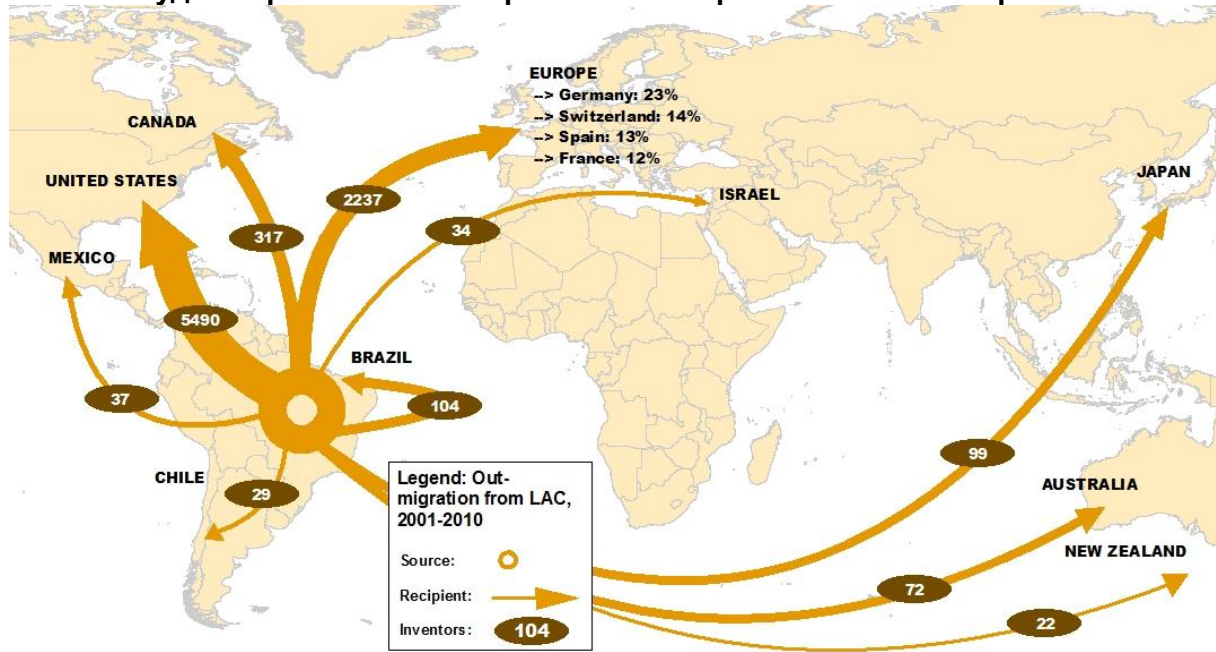 EUROPE
--> Germany: 23%
--> Switzerland: 14%
--> Spain: 13%
--> France: 12%
CANADA
UNITED STATES
MEXICO
2237
317
34
ISRAEL
JAPAN
5490
BRAZIL
37
104
99
CHILE
29
AUSTRALIA
NEW ZEALAND
72
22
Legend: Out-
migration from LAC,
2001-2010
Source:
Recipient:
Inventors: 104